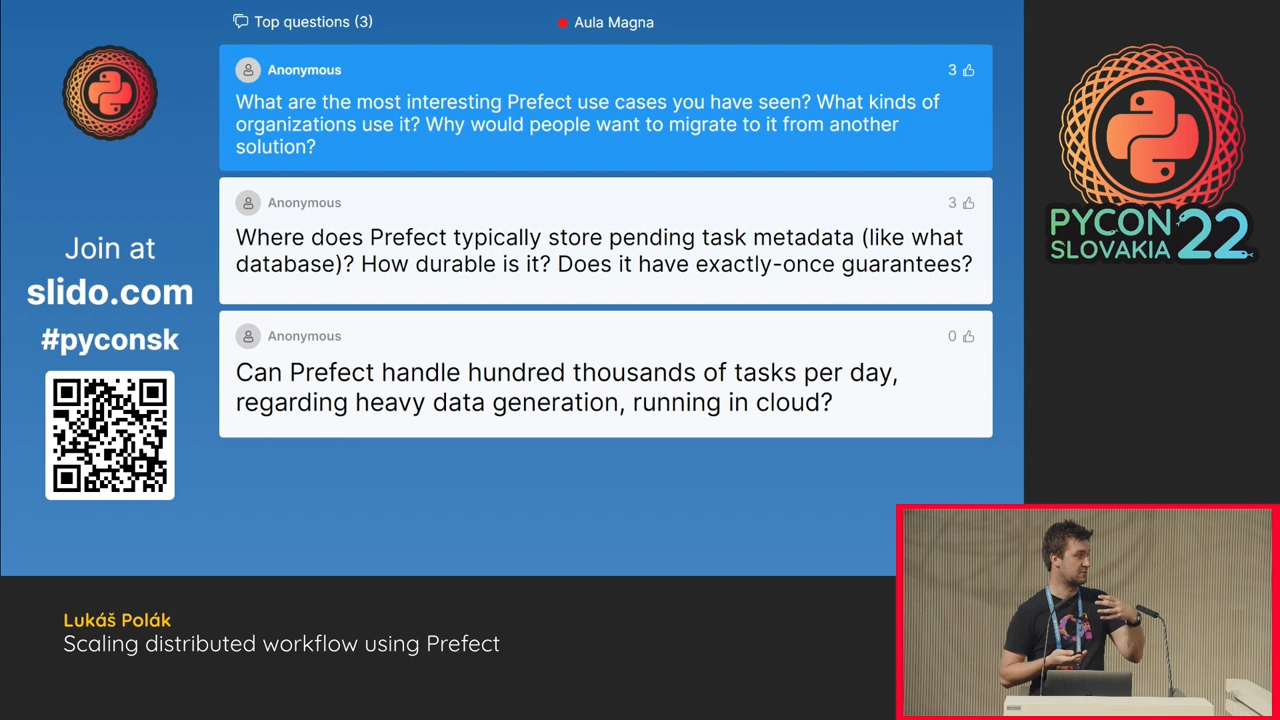 Top questions (3)
Aula Magna
Anonymous
3
What are the most interesting Prefect use cases you have seen? What kinds of
organizations use it? Why would people want to migrate to it from another
solution?
Anonymous
3
Where does Prefect typically store pending task metadata (like what
database)? How durable is it? Does it have exactly-once guarantees?
Anonymous
0
Can Prefect handle hundred thousands of tasks per day,
regarding heavy data generation, running in cloud?
Join at
slido.com
#pyconsk
PYCON
SLOVAKIA
22
Lukáš Polák
Scaling distributed workflow using Prefect